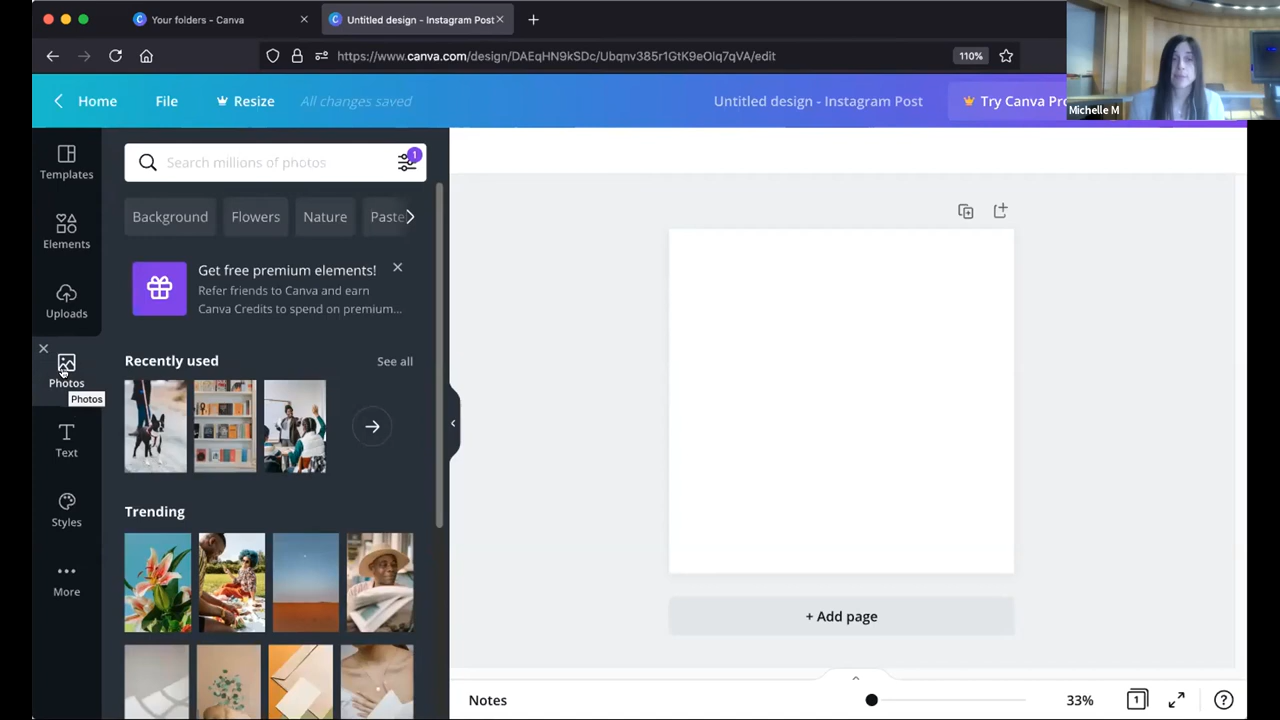 Your folders - Canva
Untitled design - Instagram Post
https://www.canva.com/design/DAEqHN9kSDc/Ubqnv385r1GtK9eOlq7qVA/edit
110%
Home
File
Resize
All changes saved
Untitled design - Instagram Post
Try Canva Pro
Michelle M
Templates
Elements
Uploads
Photos
Photos
Text
Styles
More
Search millions of photos
1
Background
Flowers
Nature
Paste
Get free premium elements!
Refer friends to Canva and earn
Canva Credits to spend on premium...
Recently used
See all
Trending
+ Add page
Notes
33%
1